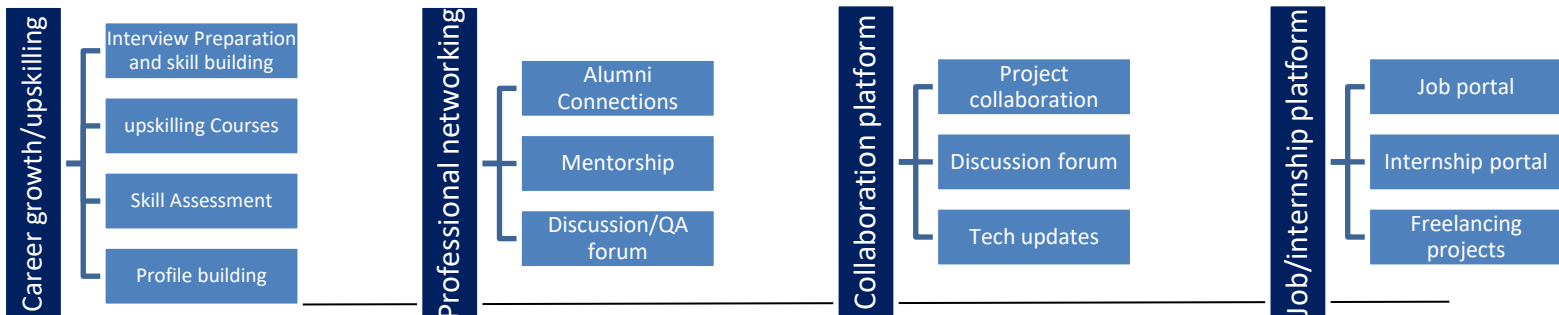 Career growth/upskilling
Interview Preparation
and skill building
upskilling Courses
Skill Assessment
Profile building
Professional networking
Alumni
Connections
Mentorship
Discussion/QA
forum
Collaboration platform
Project
collaboration
Discussion forum
Tech updates
Job/internship platform
Job portal
Internship portal
Freelancing
projects